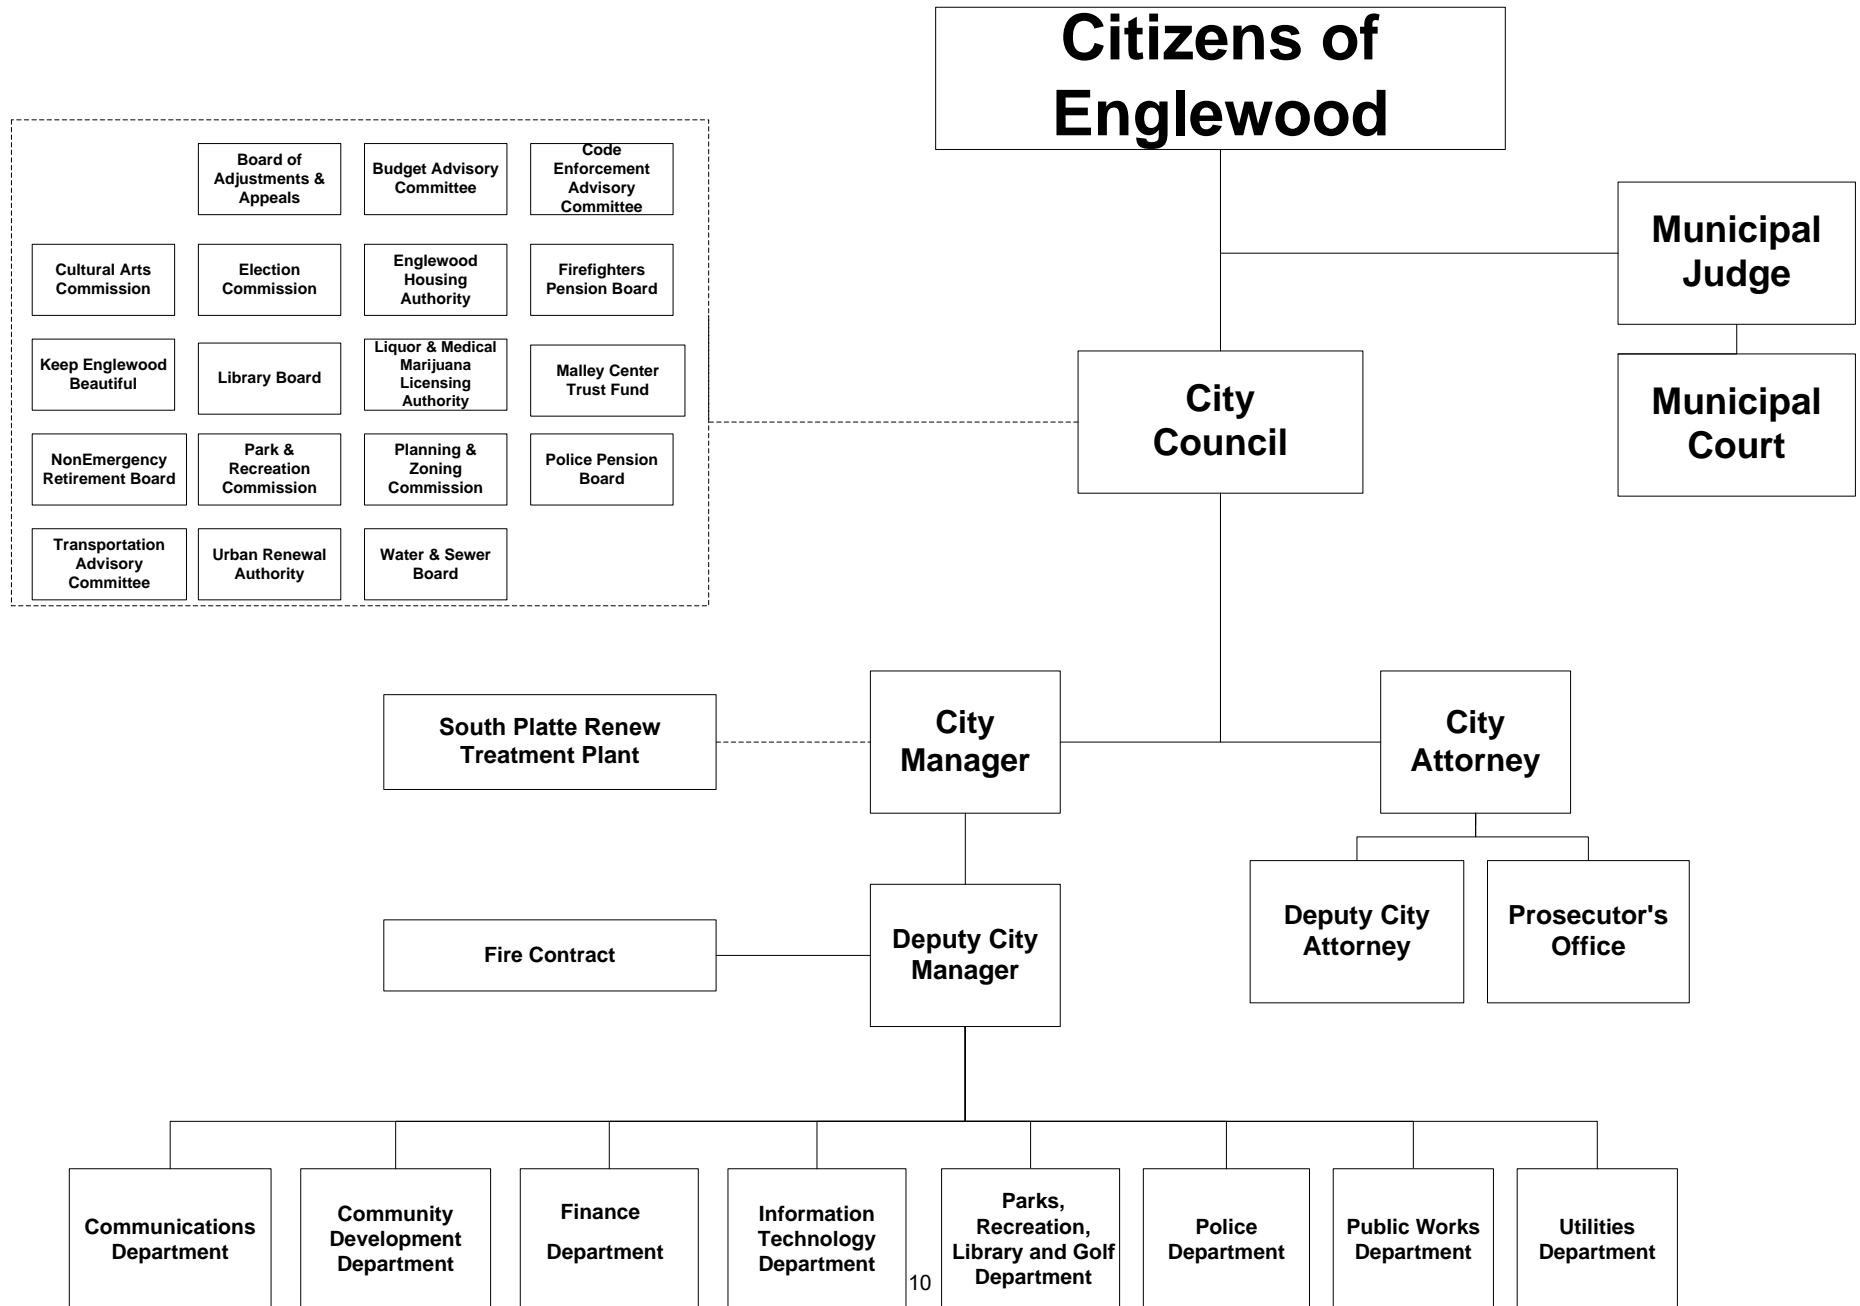 Citizens of
Englewood
Board of
Adjustments &
Appeals
Budget Advisory
Committee
Code
Enforcement
Advisory
Committee
Municipal
Judge
Cultural Arts
Commission
Election
Commission
Englewood
Housing
Authority
Firefighters
Pension Board
Keep Englewood
Beautiful
Library Board
Liquor & Medical
Marijuana
Licensing
Authority
Malley Center
Trust Fund
City
Council
Municipal
Court
NonEmergency
Retirement Board
Park &
Recreation
Commission
Planning &
Zoning
Commission
Police Pension
Board
Transportation
Advisory
Committee
Urban Renewal
Authority
Water & Sewer
Board
South Platte Renew
Treatment Plant
City
Manager
City
Attorney
Fire Contract
Deputy City
Manager
Deputy City
Attorney
Prosecutor's
Office
Communications
Department
Community
Development
Department
Finance
Department
Information
Technology
Department
Parks,
Recreation,
Library and Golf
Department
Police
Department
Public Works
Department
Utilities
Department
10